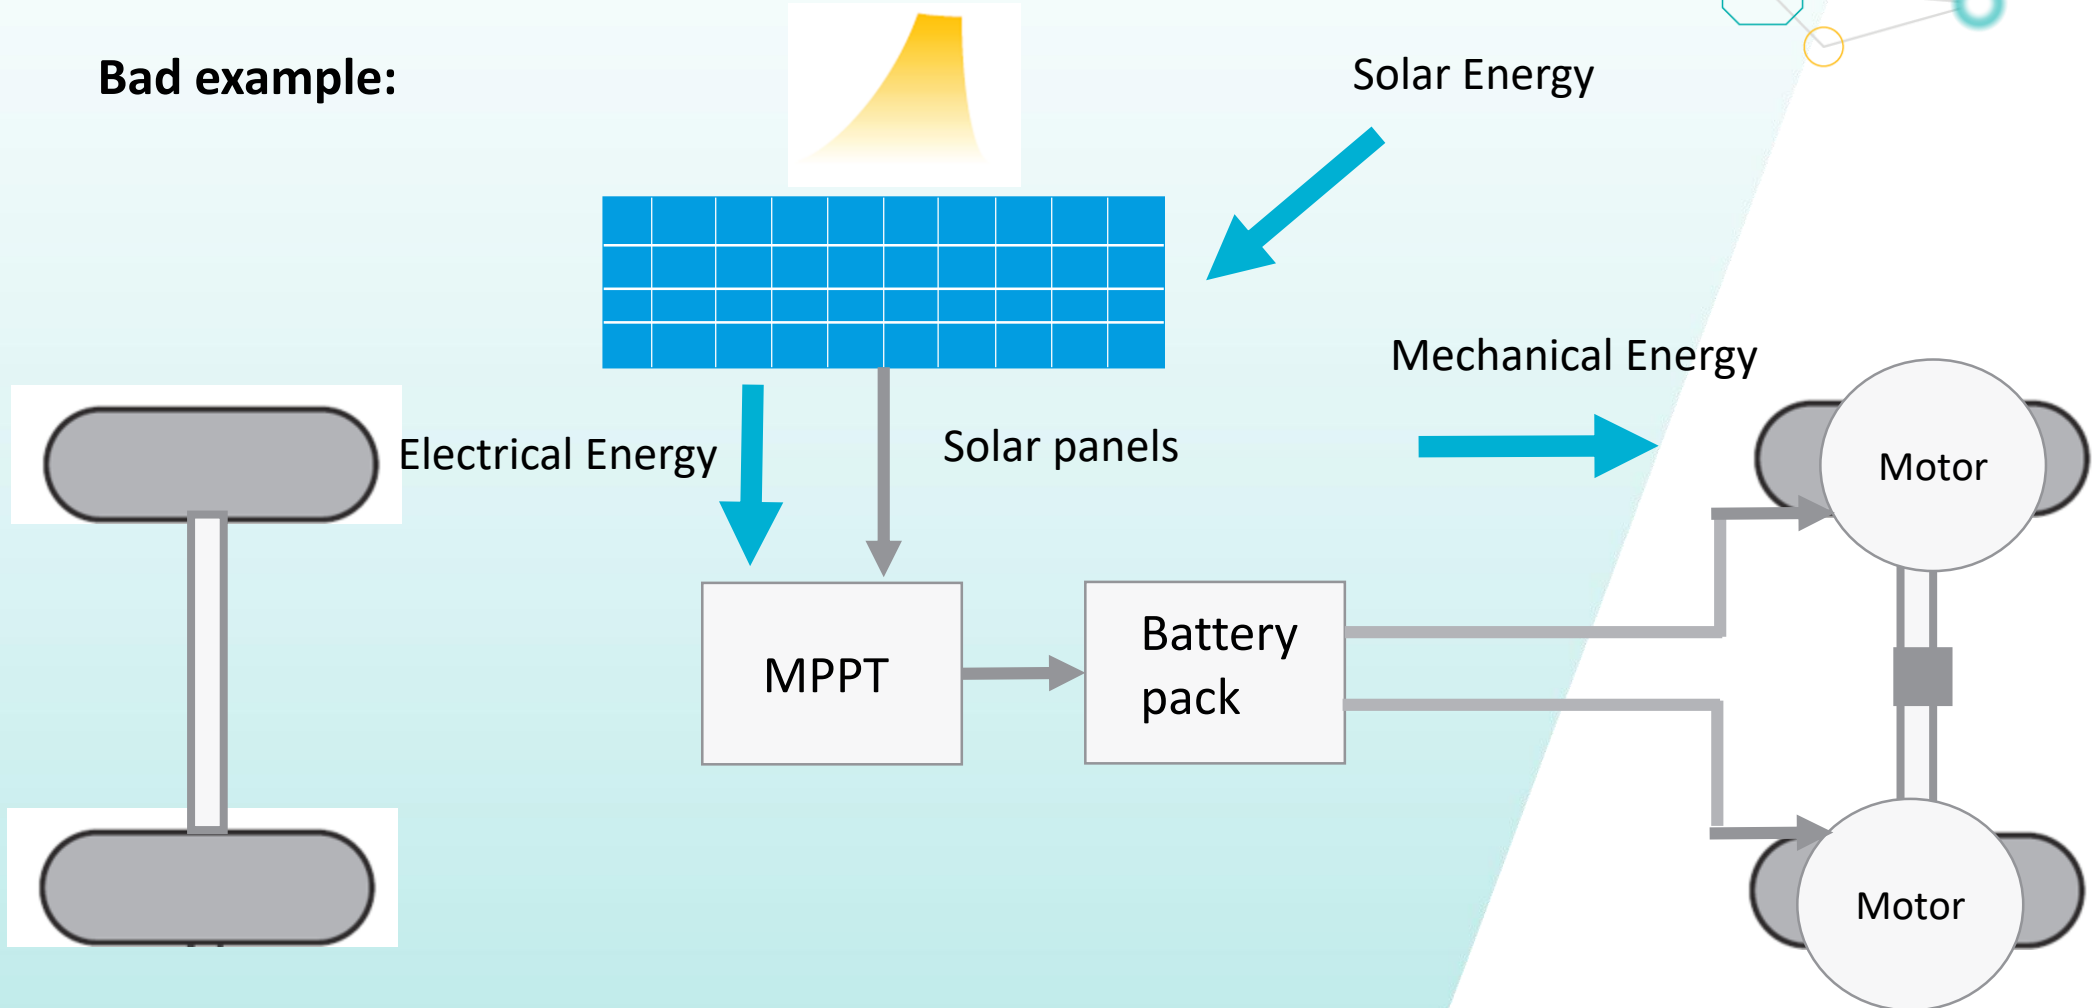 Bad example:
Solar Energy
Mechanical Energy
Electrical Energy
Solar panels
Motor
MPPT
Battery
pack
Motor